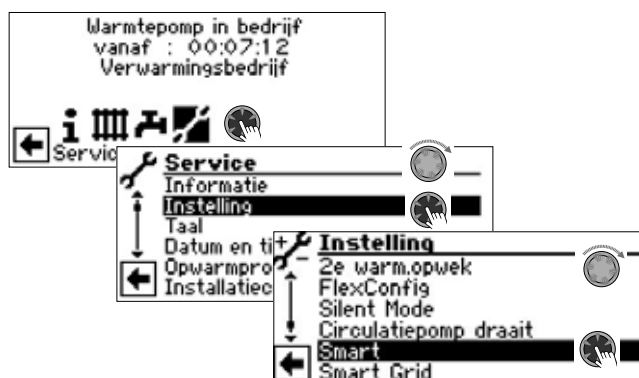 Warmtepomp in bedrijf
vanaf : 00:07:12
Verwarmingsbedrijf
Service
Informatie
Instelling
Taal
Instelling
2e warm.opwek
FlexConfig
Silent Mode
Circulatiepomp draait
Smart
Smart Grid
Datum en ti
Opwarmpro
Installatiec
Servic